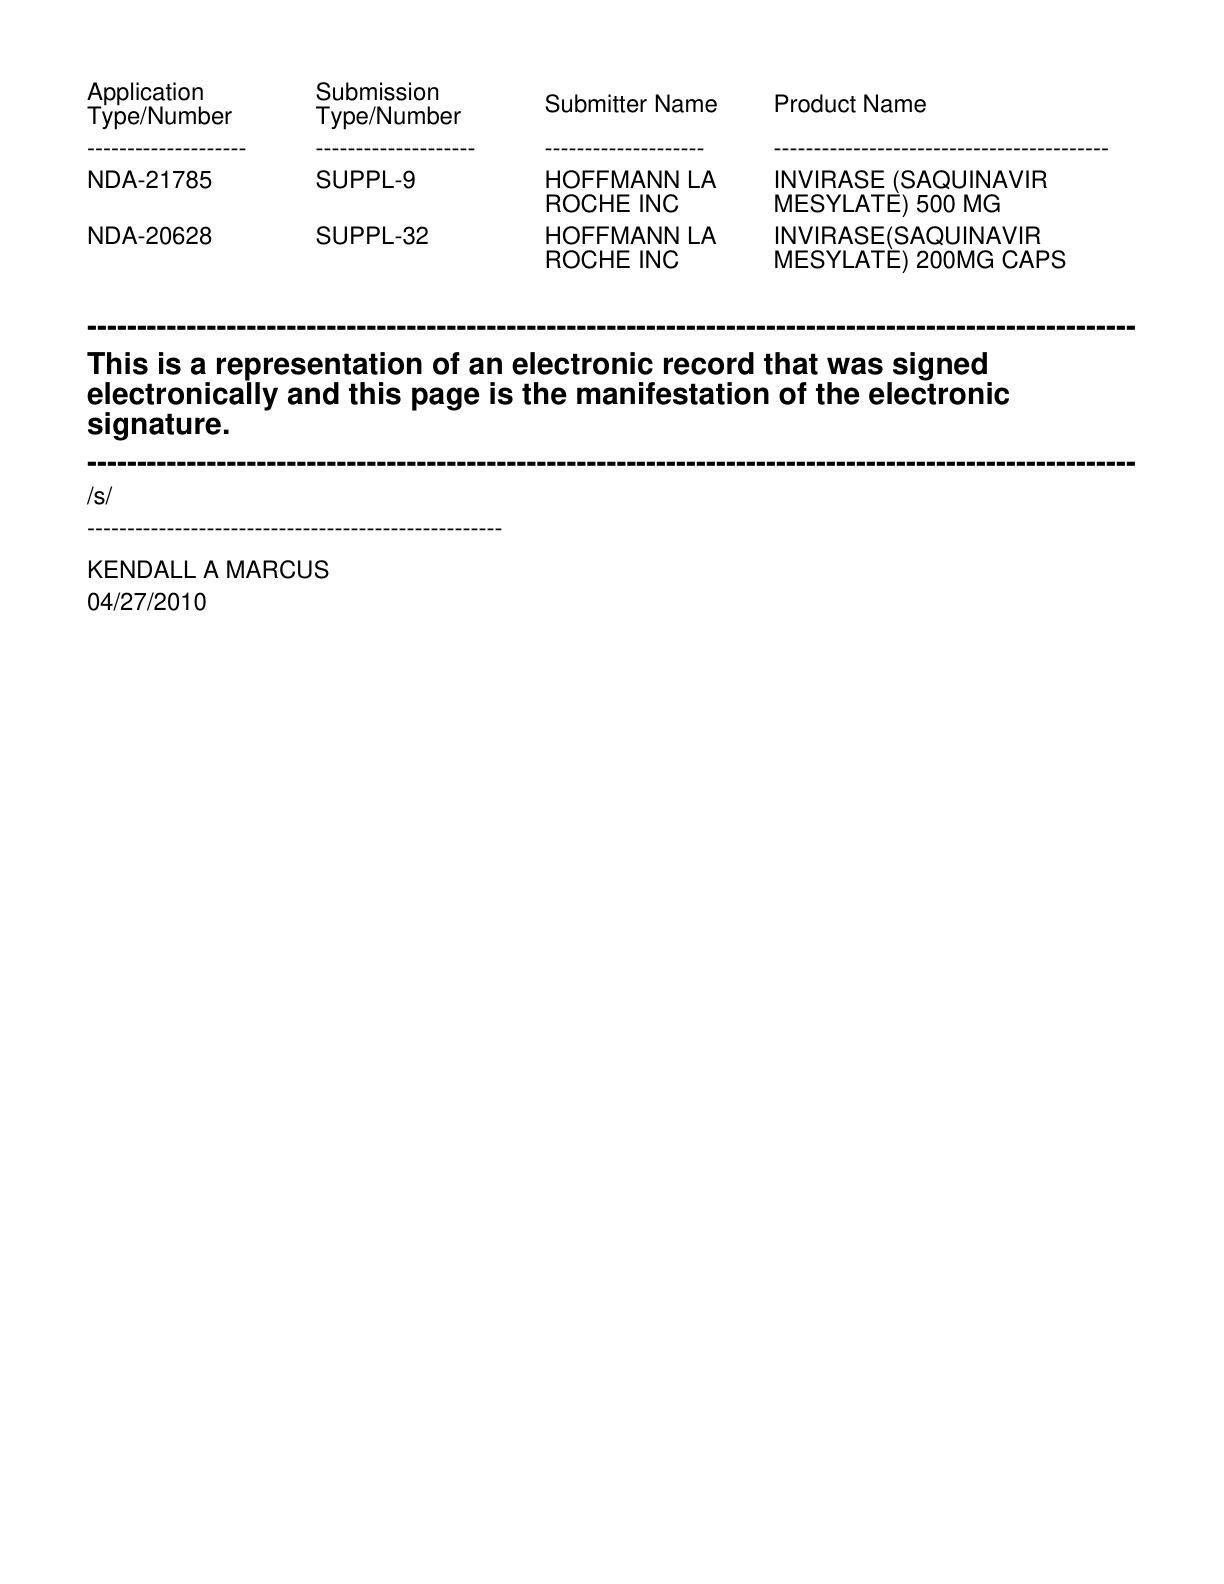 Application Type/Number Submission Type/Number Submitter Name Product Name
-------------------- -------------------- -------------------- ------------------------------------------
NDA-21785 SUPPL-9 HOFFMANN LA ROCHE INC INVIRASE (SAQUINAVIR MESYLATE) 500 MG
NDA-20628 SUPPL-32 HOFFMANN LA ROCHE INC INVIRASE(SAQUINAVIR MESYLATE) 200MG CAPS
---------------------------------------------------------------------------------------------------------
This is a representation of an electronic record that was signed
electronically and this page is the manifestation of the electronic
signature.
---------------------------------------------------------------------------------------------------------
/s/
----------------------------------------------------
KENDALL A MARCUS
04/27/2010